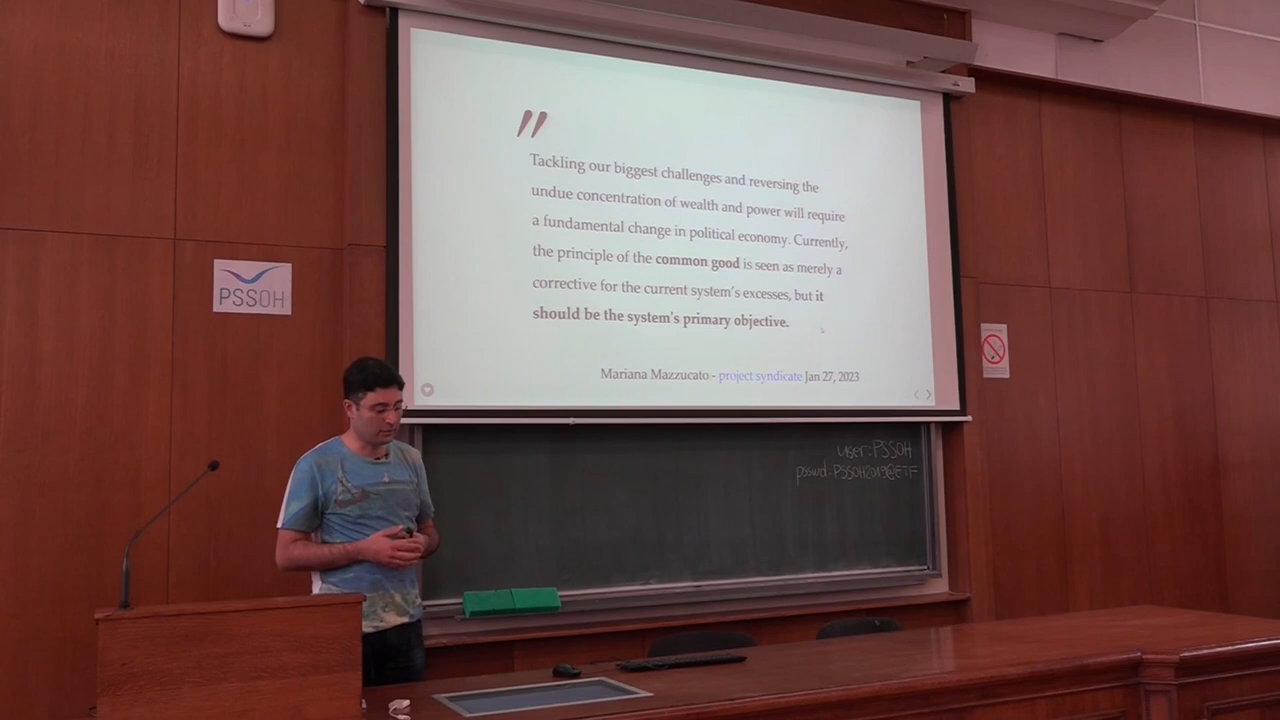 "
Tackling our biggest challenges and reversing the
undue concentration of wealth and power will require
a fundamental change in political economy. Currently,
the principle of the common good is seen as merely a
corrective for the current system's excesses, but it
should be the system's primary objective.
Mariana Mazzucato - project syndicate Jan 27, 2023
PSSOH
user: PSSOH
psswd: PSSOH2019@ETF